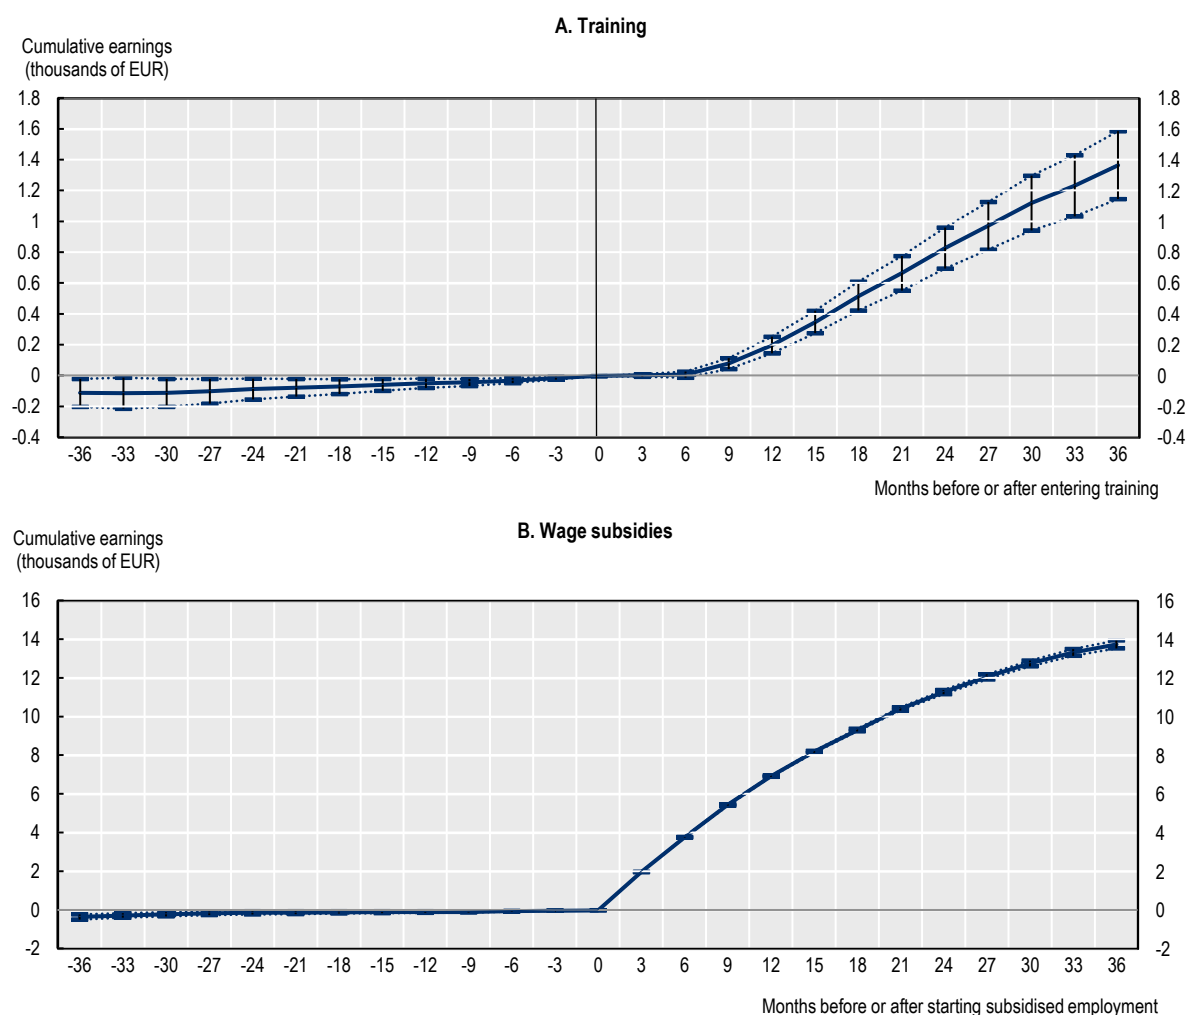 A. Training
Cumulative earnings
(thousands of EUR)
1.8 1.8
1.6 1.6
1.4 1.4
1.2 1.2
1 1
0.8 0.8
0.6 0.6
0.4 0.4
0.2 0.2
0 0
-0.2 -0.2
-0.4 -0.4
-36 -33 -30 -27 -24 -21 -18 -15 -12 -9 -6 -3 0 3 6 9 12 15 18 21 24 27 30 33 36
Months before or after entering training
B. Wage subsidies
Cumulative earnings
(thousands of EUR)
16 16
14 14
12 12
10 10
8 8
6 6
4 4
2 2
0 0
-2 -2
-36 -33 -30 -27 -24 -21 -18 -15 -12 -9 -6 -3 0 3 6 9 12 15 18 21 24 27 30 33 36
Months before or after starting subsidised employment